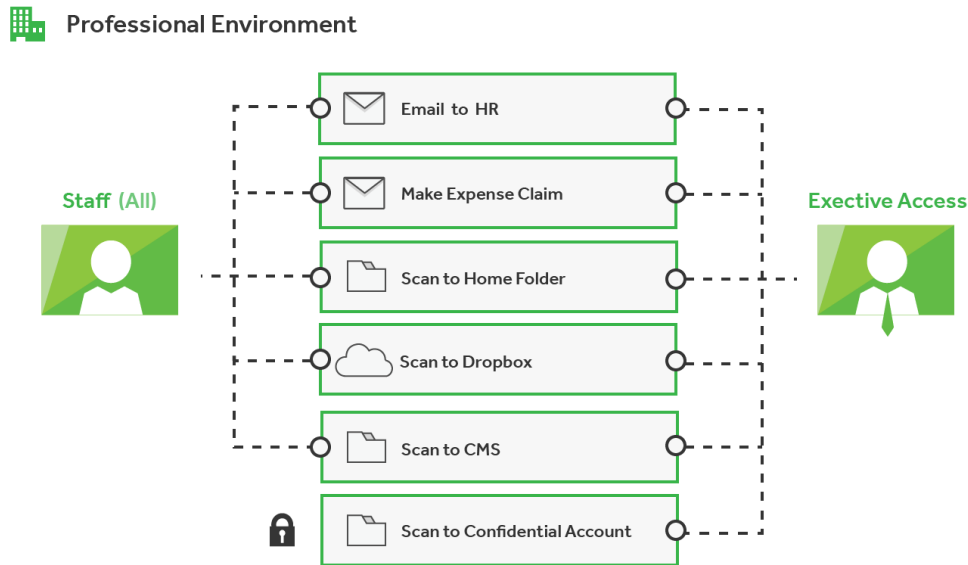 Professional Environment
Email to HR
Make Expense Claim
Staff (All)
Exective Access
Scan to Home Folder
Scan to Dropbox
Scan to CMS
Scan to Confidential Account